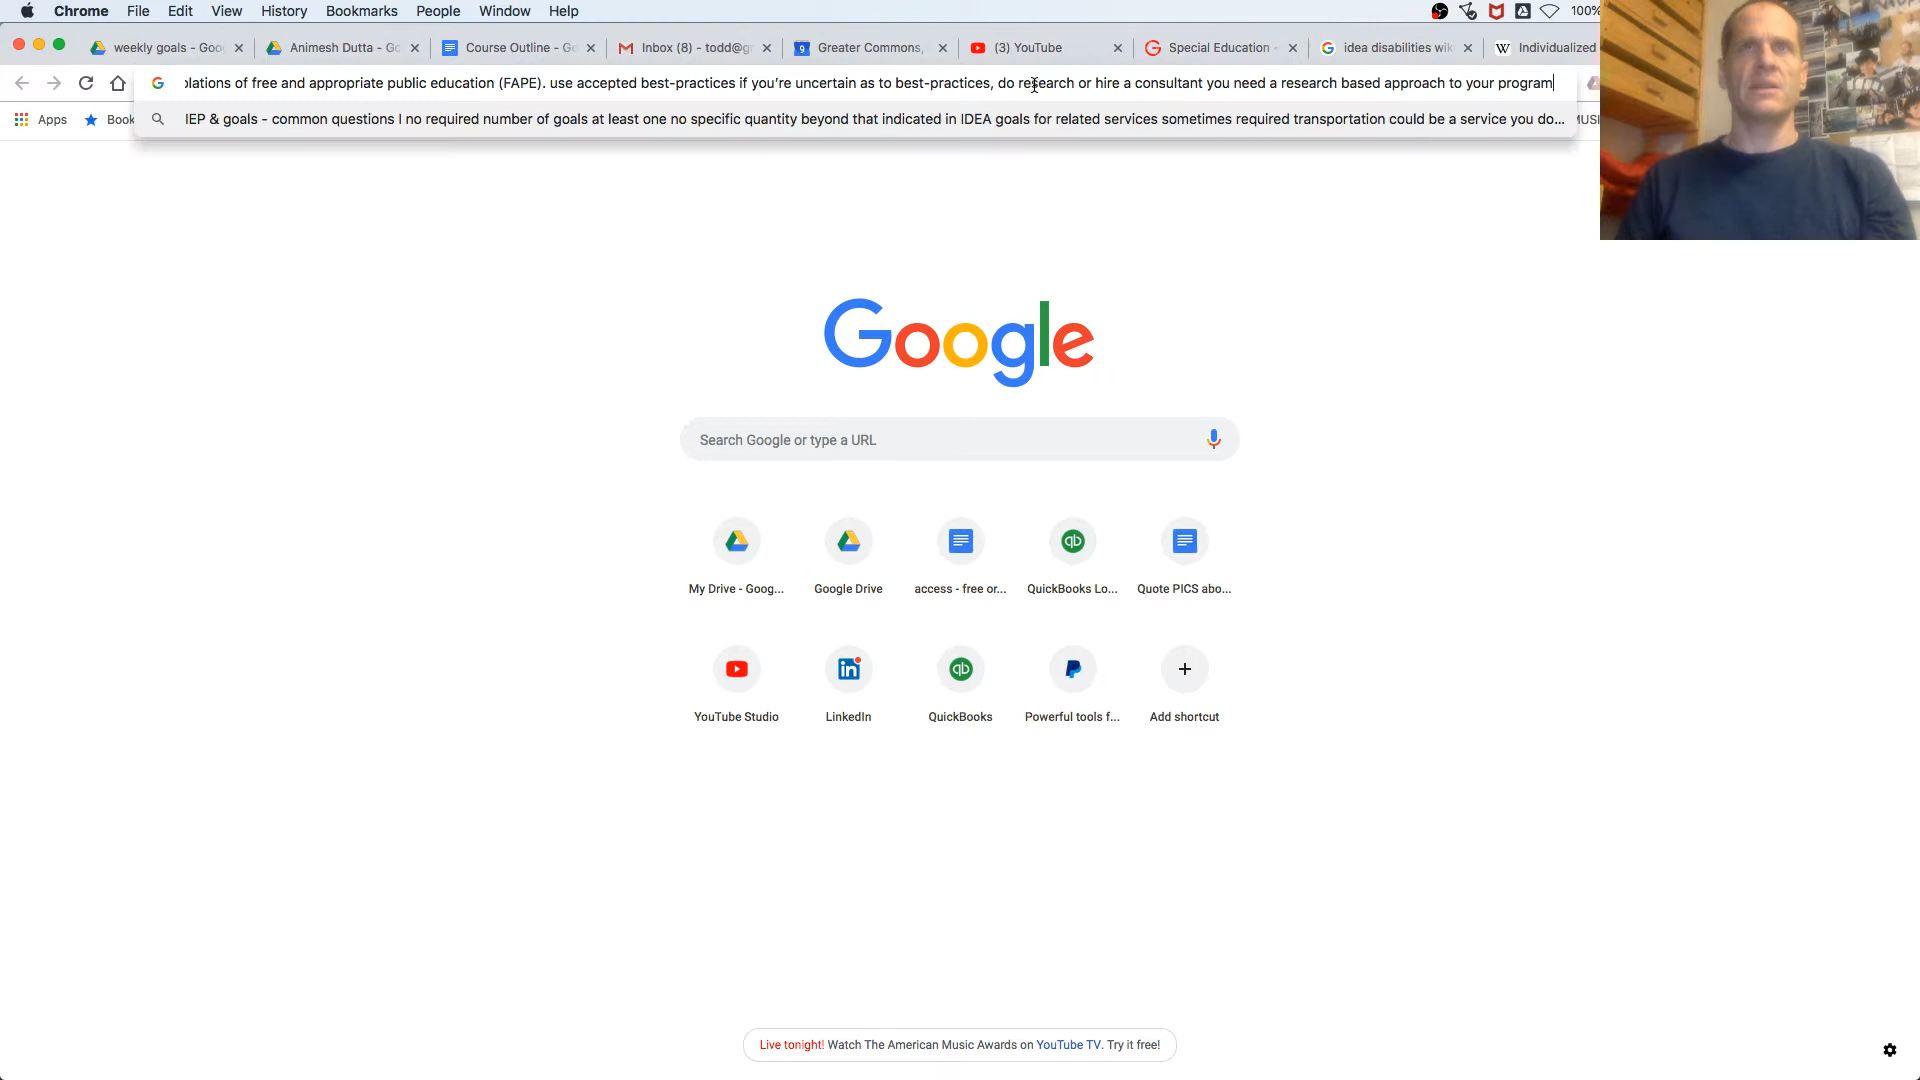 Chrome File Edit View History Bookmarks People Window Help 100%
weekly goals - Goo Animesh Dutta - Go Course Outline - G Inbox (8) - todd@gr Greater Commons, (3) YouTube Special Education - idea disabilities wik W Individualized
olations of free and appropriate public education (FAPE). use accepted best-practices if you're uncertain as to best-practices, do research or hire a consultant you need a research based approach to your program
Apps Book IEP & goals - common questions I no required number of goals at least one no specific quantity beyond that indicated in IDEA goals for related services sometimes required transportation could be a service you do... MUSI
Google
Search Google or type a URL
My Drive - Goog... Google Drive access - free or... QuickBooks Lo... Quote PICS abo...
YouTube Studio LinkedIn QuickBooks Powerful tools f... Add shortcut
Live tonight! Watch The American Music Awards on YouTube TV. Try it free!